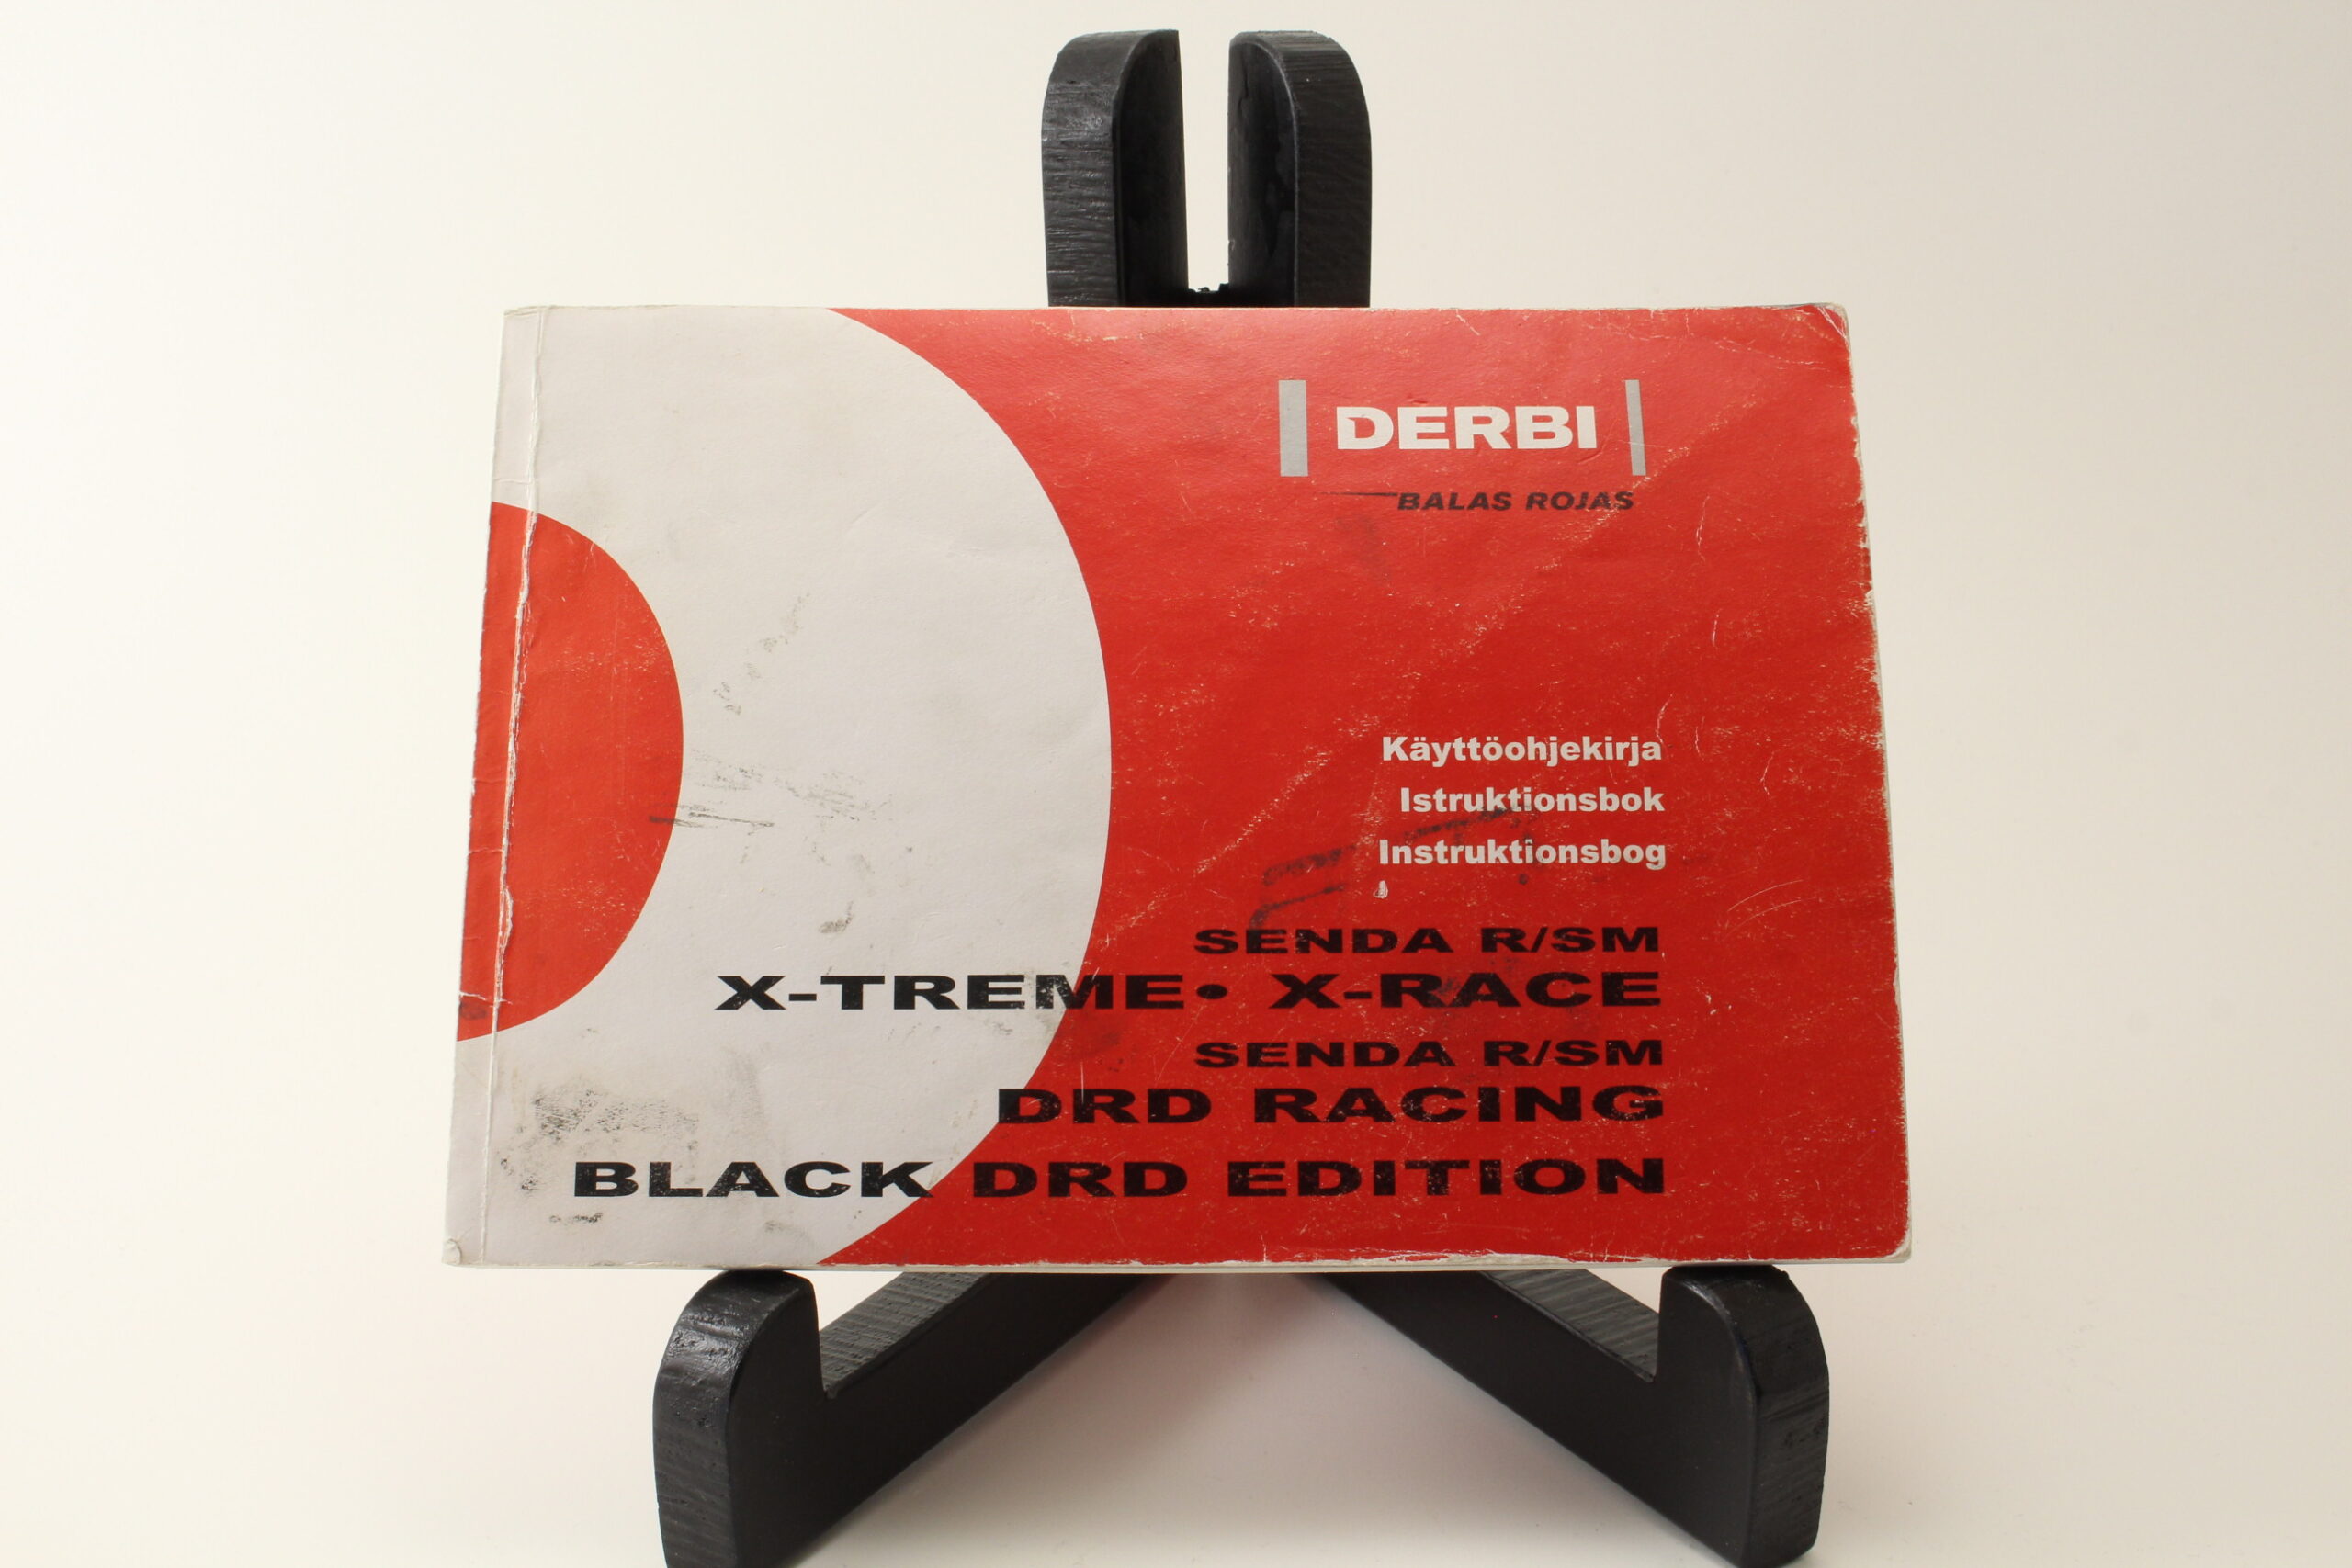 DERBI
BALAS ROJAS
Käyttöohjekirja
Istruktionsbok
Instruktionsbog
SENDA R/SM
X-TREME• X-RACE
SENDA R/SM
DRD RACING
BLACK DRD EDITION